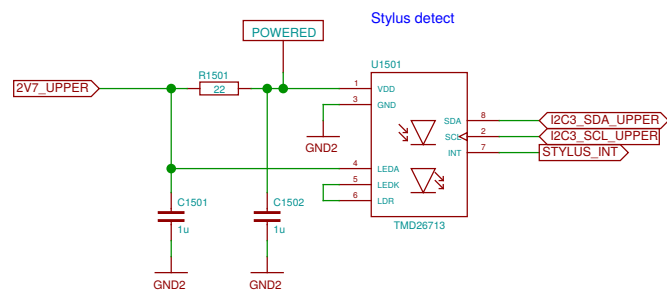 Stylus detect
POWERED
U1501
2V7_UPPER
R1501
22
1
VDD
3
GND
GND2
SDA
8
I2C3_SDA_UPPER
SCL
2
I2C3_SCL_UPPER
INT
7
STYLUS_INT
4
LEDA
5
LEDK
6
LDR
TMD26713
C1501
1u
GND2
C1502
1u
GND2